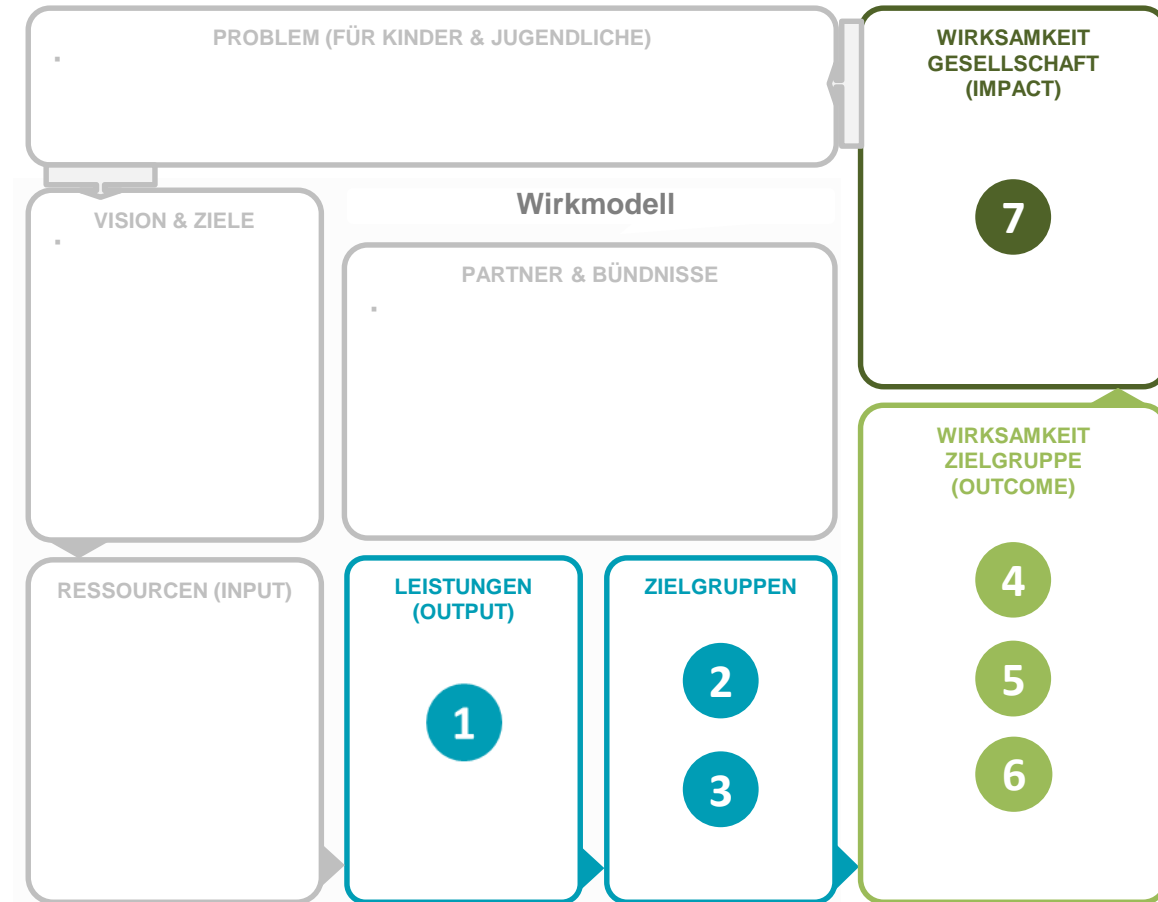 PROBLEM (FÜR KINDER & JUGENDLICHE)
WIRKSAMKEIT
GESELLSCHAFT
(IMPACT)
7
Wirkmodell
VISION & ZIELE
PARTNER & BÜNDNISSE
WIRKSAMKEIT
ZIELGRUPPE
(OUTCOME)
4
5
6
RESSOURCEN (INPUT)
LEISTUNGEN
(OUTPUT)
1
ZIELGRUPPEN
2
3